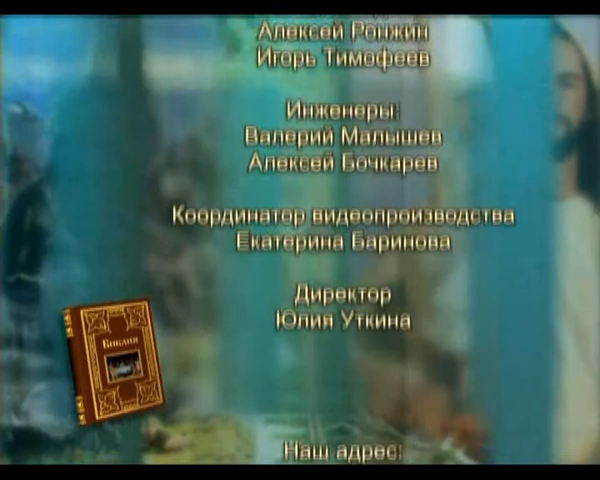 Алексей Ронжин
Игорь Тимофеев
Инженеры:
Валерий Малышев
Алексей Бочкарев
Координатор видеопроизводства
Екатерина Баринова
Директор
Юлия Уткина
Библия
Наш адрес: